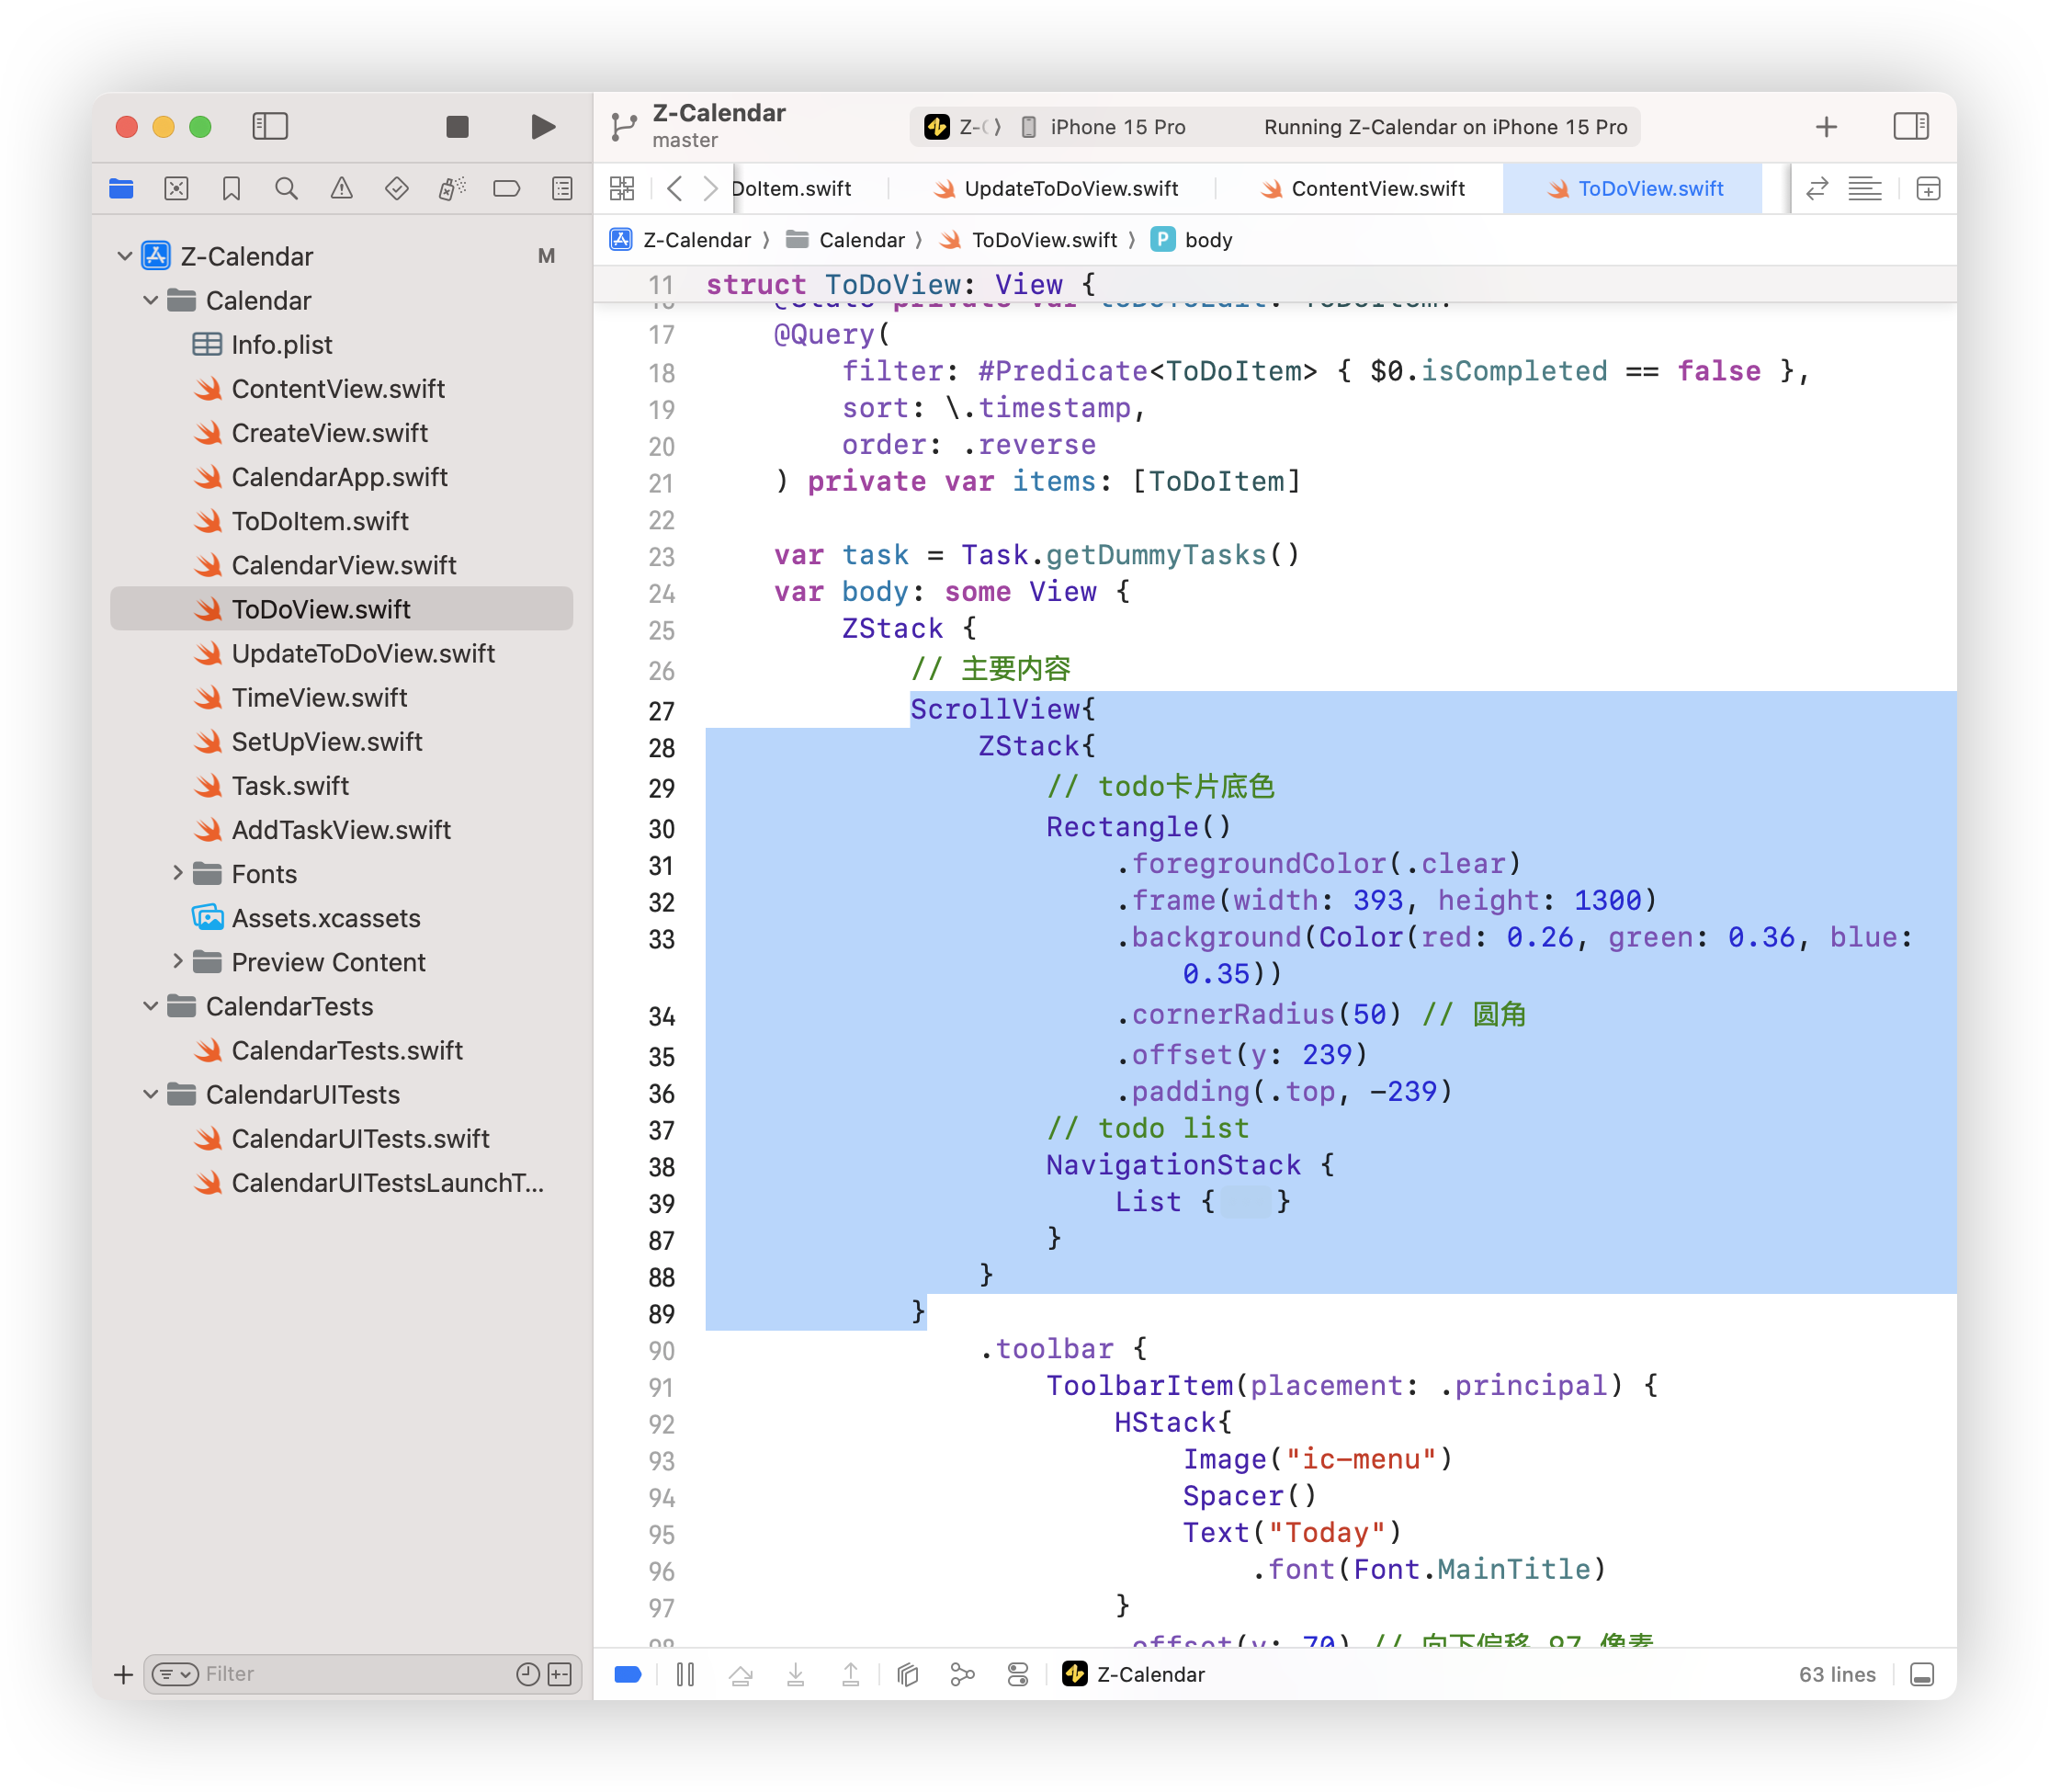 Z-Calendar
master
Z-
iPhone 15 Pro
Running Z-Calendar on iPhone 15 Pro
DoItem.swift
UpdateToDoView.swift
ContentView.swift
ToDoView.swift
Z-Calendar
Calendar
ToDoView.swift
P
body
Z-Calendar
M
Calendar
Info.plist
ContentView.swift
CreateView.swift
CalendarApp.swift
ToDoItem.swift
CalendarView.swift
ToDoView.swift
UpdateToDoView.swift
TimeView.swift
SetUpView.swift
Task.swift
AddTaskView.swift
Fonts
Assets.xcassets
Preview Content
CalendarTests
CalendarTests.swift
CalendarUITests
CalendarUITests.swift
CalendarUITestsLaunchT...
Filter
11 struct ToDoView: View {
17 @Query(
18 filter: #Predicate<ToDoItem> { $0.isCompleted == false },
19 sort: \.timestamp,
20 order: .reverse
21 ) private var items: [ToDoItem]
22
23 var task = Task.getDummyTasks()
24 var body: some View {
25 ZStack {
26 // 主要内容
27 ScrollView{
28 ZStack{
29 // todo卡片底色
30 Rectangle()
31 .foregroundColor(.clear)
32 .frame(width: 393, height: 1300)
33 .background(Color(red: 0.26, green: 0.36, blue:
0.35))
34 .cornerRadius(50) // 圆角
35 .offset(y: 239)
36 .padding(.top, -239)
37 // todo list
38 NavigationStack {
39 List { }
87 }
88 }
89 }
90 .toolbar {
91 ToolbarItem(placement: .principal) {
92 HStack{
93 Image("ic-menu")
94 Spacer()
95 Text("Today")
96 .font(Font.MainTitle)
97 }
98 .offset(y: 70) // 向下偏移 97 像素
Z-Calendar
63 lines